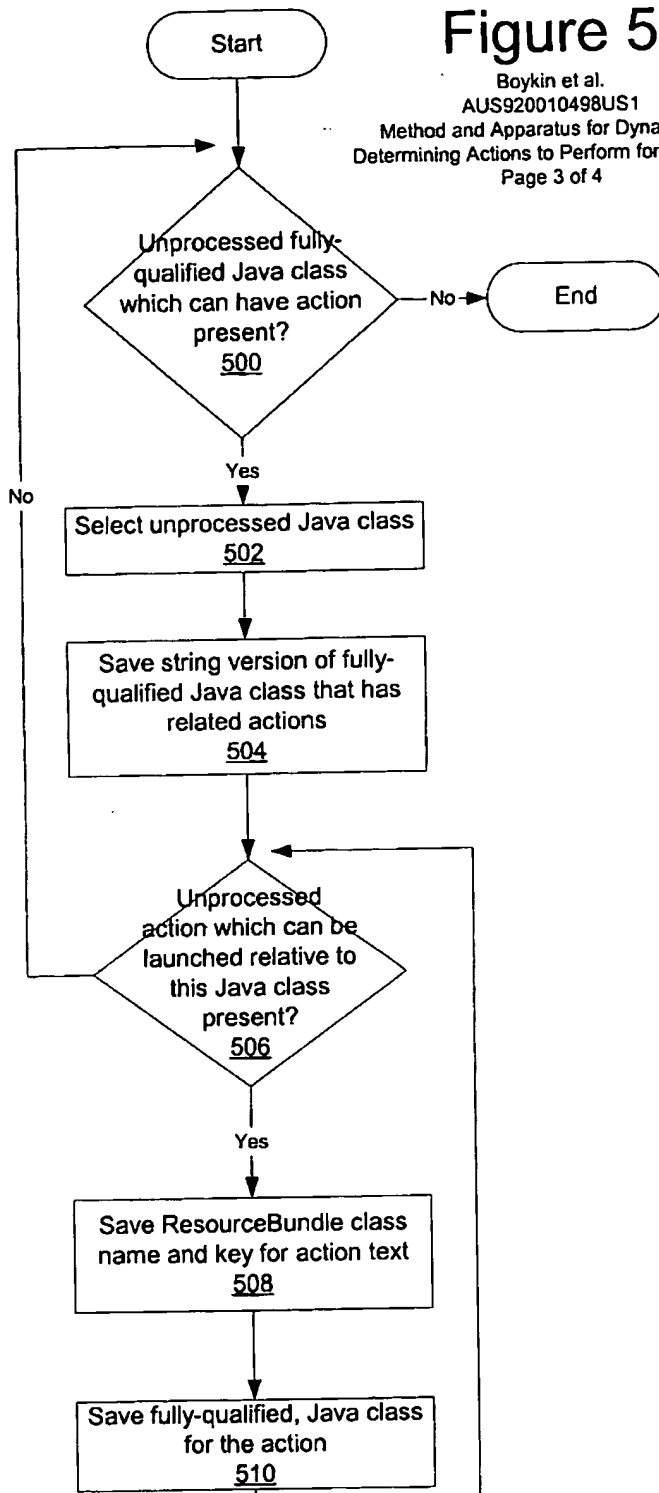 Figure 5
Boykin et al.
AUS920010498US1
Method and Apparatus for Dyna
Determining Actions to Perform for
Page 3 of 4
Start
Unprocessed fully-
qualified Java class
which can have action
present?
500
No
End
Yes
No
Select unprocessed Java class
502
Save string version of fully-
qualified Java class that has
related actions
504
Unprocessed
action which can be
launched relative to
this Java class
present?
506
Yes
Save ResourceBundle class
name and key for action text
508
Save fully-qualified, Java class
for the action
510